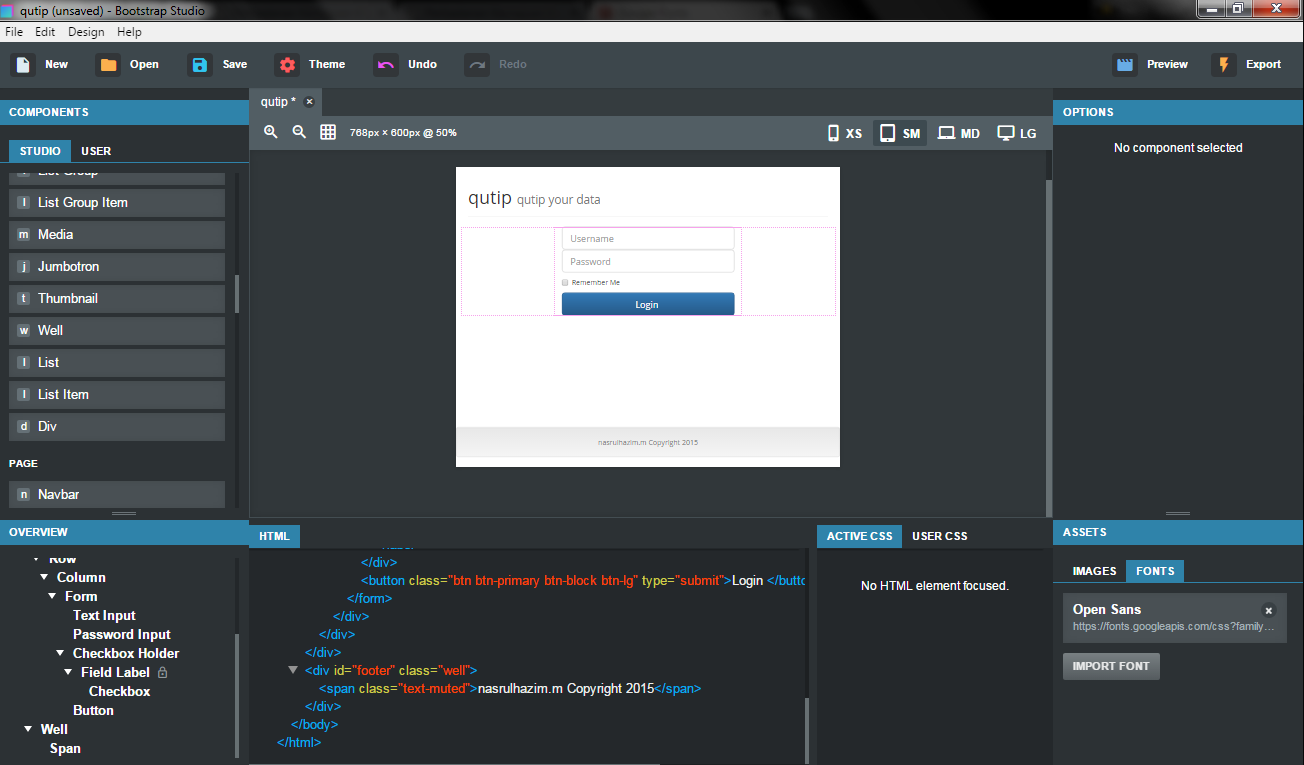 qutip (unsaved) - Bootstrap Studio
File Edit Design Help
New Open Save Theme Undo Redo Preview Export
COMPONENTS
STUDIO USER
List Group
l List Group Item
m Media
j Jumbotron
t Thumbnail
w Well
l List
l List Item
d Div
PAGE
n Navbar
qutip *
768px × 600px @ 50%
XS SM MD LG
qutip qutip your data
Username
Password
Remember Me
Login
nasrulhazim.m Copyright 2015
OPTIONS
No component selected
OVERVIEW
Row
Column
Form
Text Input
Password Input
Checkbox Holder
Field Label
Checkbox
Button
Well
Span
HTML
</div>
<button class="btn btn-primary btn-block btn-lg" type="submit">Login </butto
</form>
</div>
</div>
</div>
<div id="footer" class="well">
<span class="text-muted">nasrulhazim.m Copyright 2015</span>
</div>
</body>
</html>
ACTIVE CSS USER CSS
No HTML element focused.
ASSETS
IMAGES FONTS
Open Sans
https://fonts.googleapis.com/css?family...
IMPORT FONT